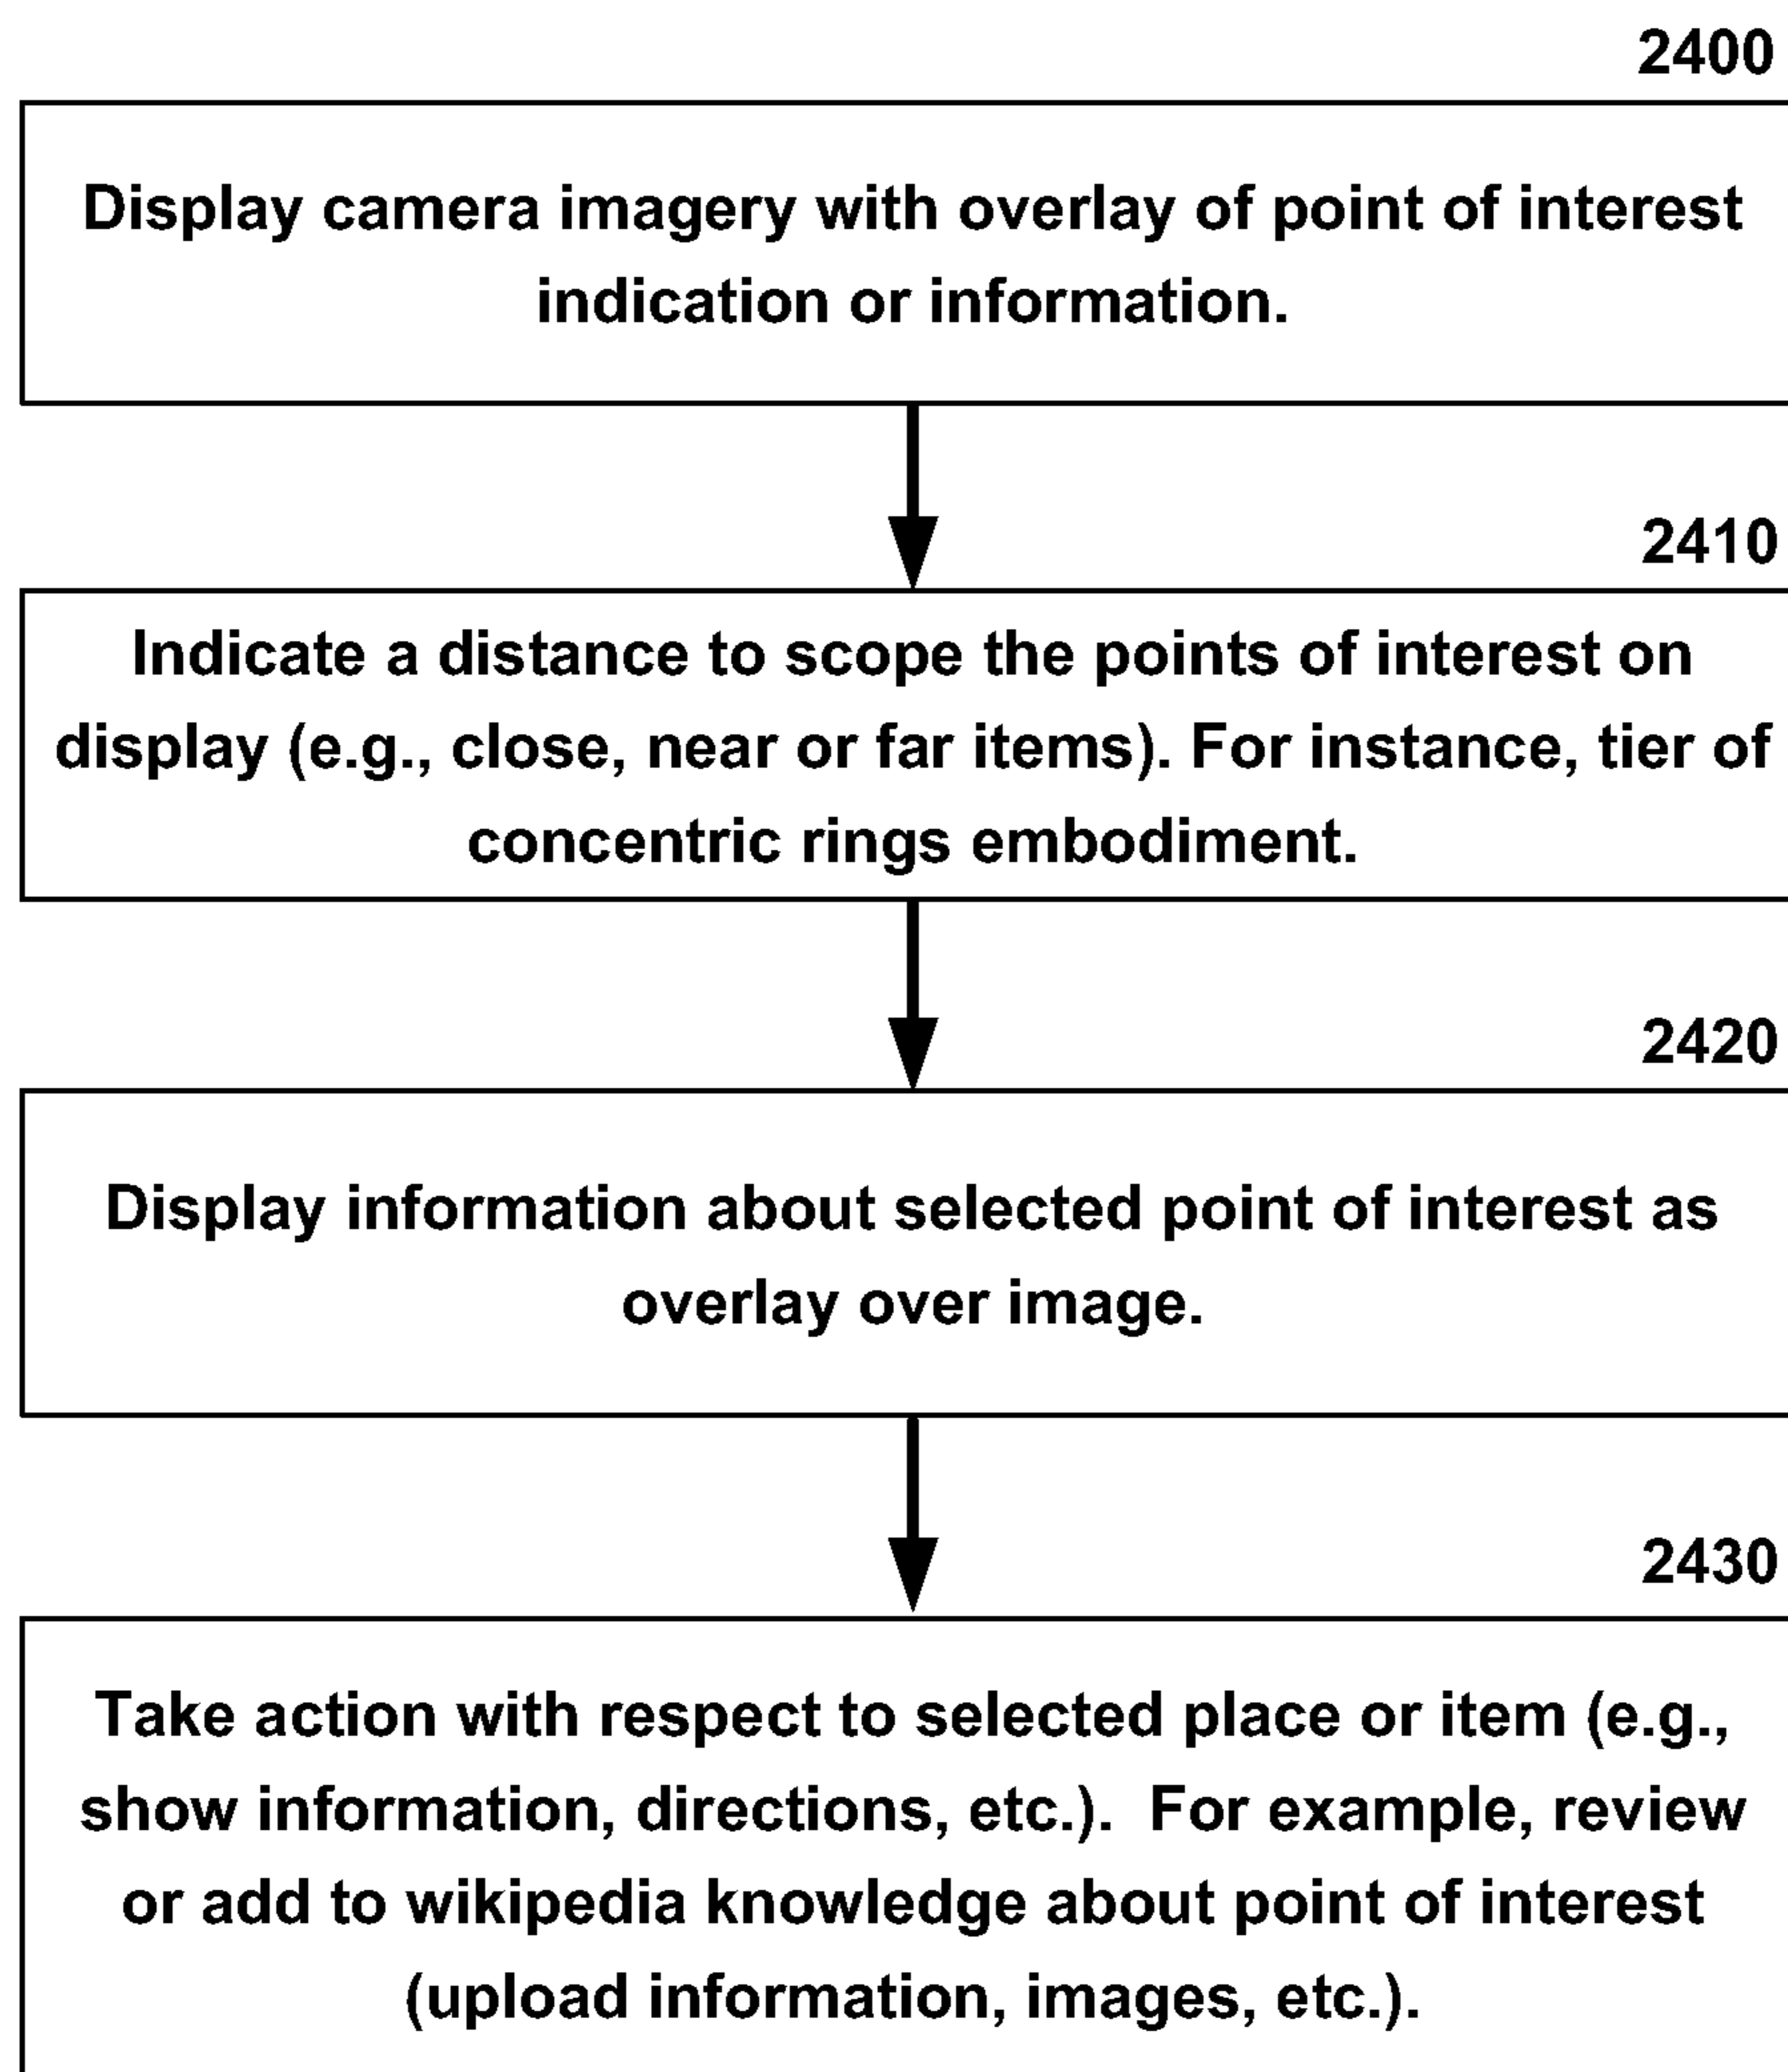 2400
Display camera imagery with overlay of point of interest
indication or information.
2410
Indicate a distance to scope the points of interest on
display (e.g., close, near or far items). For instance, tier of
concentric rings embodiment.
2420
Display information about selected point of interest as
overlay over image.
2430
Take action with respect to selected place or item (e.g.,
show information, directions, etc.).  For example, review
or add to wikipedia knowledge about point of interest
(upload information, images, etc.).